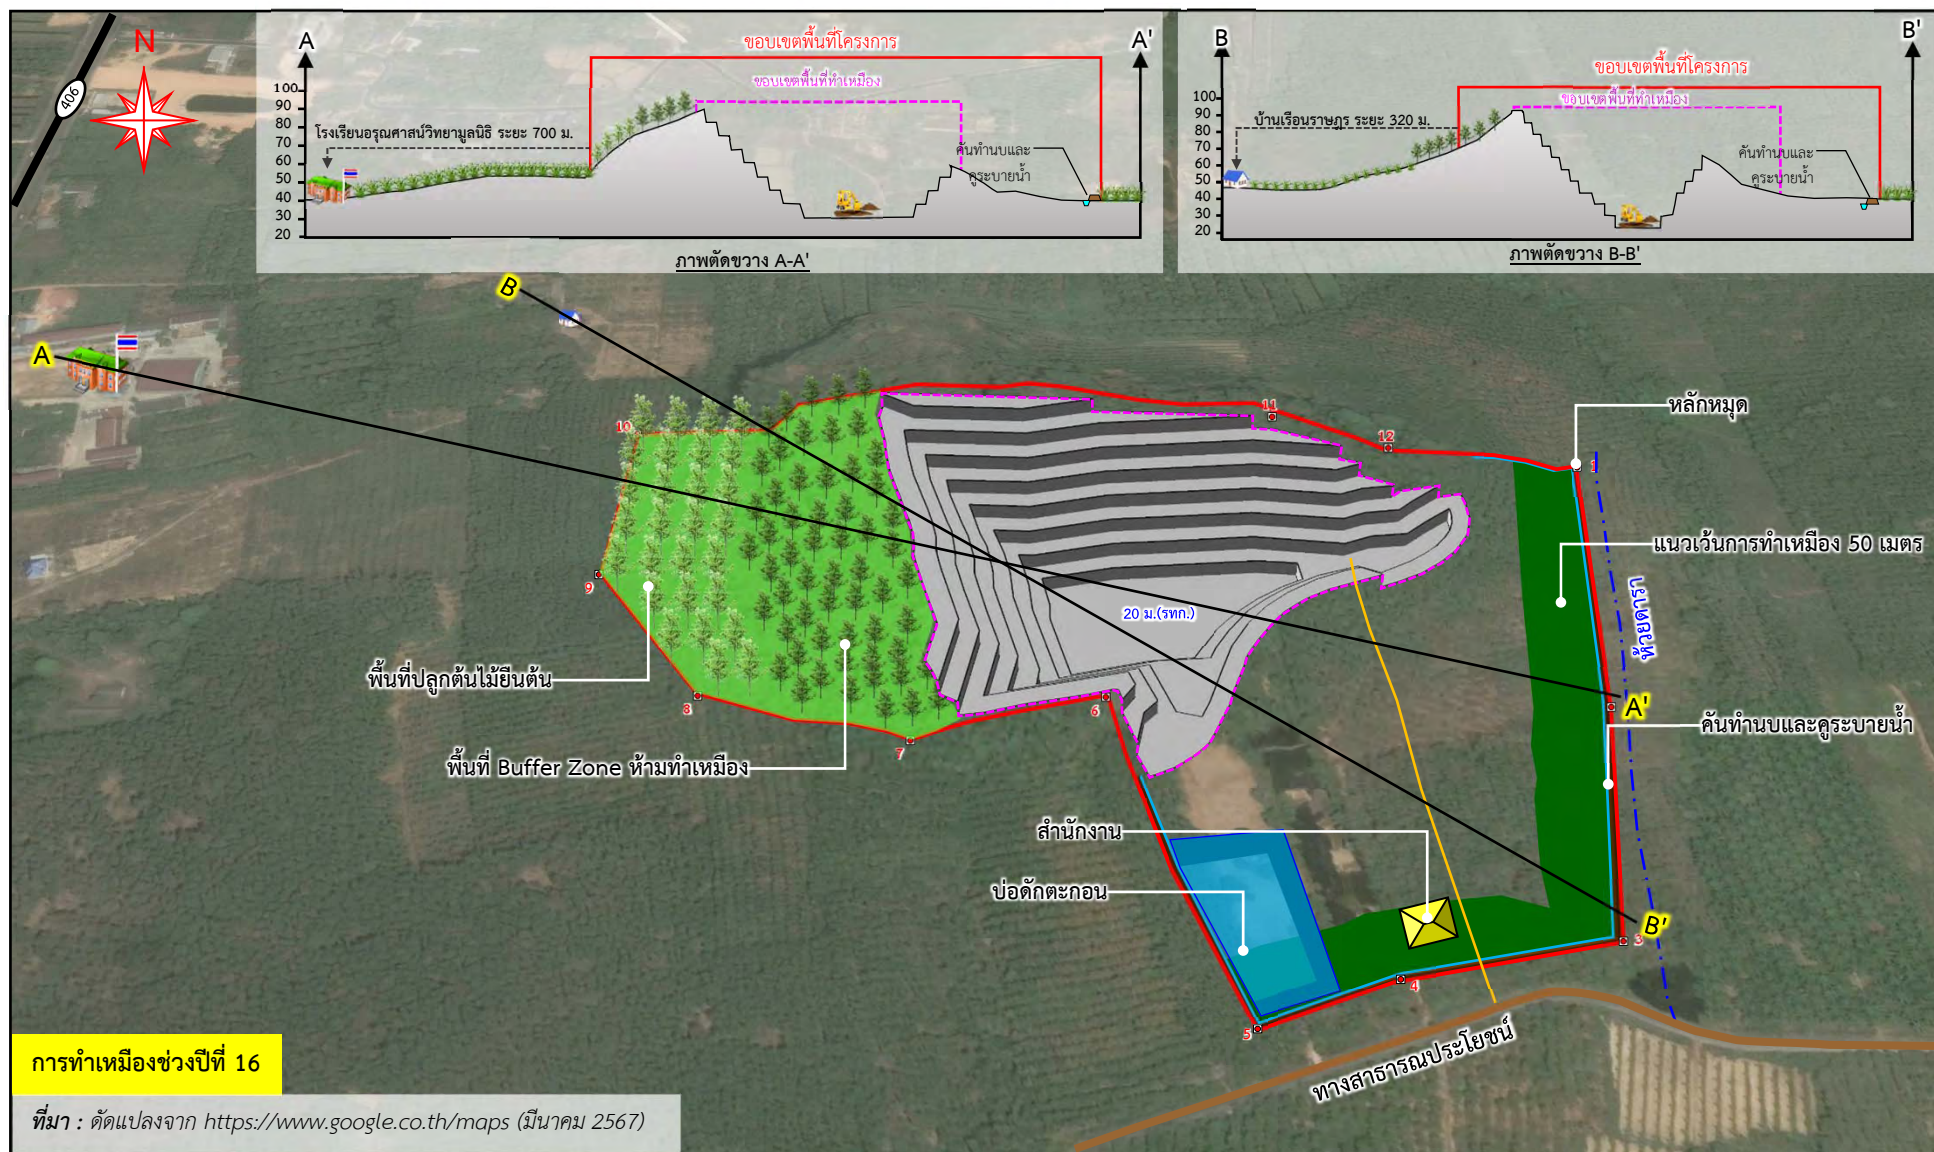 406
N
A
A'
ขอบเขตพื้นที่โครงการ
ขอบเขตพื้นที่ทำเหมือง
100
90
80
70
60
50
40
30
20
โรงเรียนอรุณศาสน์วิทยามูลนิธิ ระยะ 700 ม.
คันทำนบและ
คูระบายน้ำ
ภาพตัดขวาง A-A'
B
B'
ขอบเขตพื้นที่โครงการ
ขอบเขตพื้นที่ทำเหมือง
100
90
80
70
60
50
40
30
20
บ้านเรือนราษฎร ระยะ 320 ม.
คันทำนบและ
คูระบายน้ำ
ภาพตัดขวาง B-B'
B
A
10
11
12
1
หลักหมุด
แนวเว้นการทำเหมือง 50 เมตร
ห้วยดารา
9
20 ม.(รทก.)
พื้นที่ปลูกต้นไม้ยืนต้น
8
6
A'
7
คันทำนบและคูระบายน้ำ
พื้นที่ Buffer Zone ห้ามทำเหมือง
สำนักงาน
บ่อดักตะกอน
B'
3
4
5
ทางสาธารณประโยชน์
การทำเหมืองช่วงปีที่ 16
ที่มา : ดัดแปลงจาก https://www.google.co.th/maps (มีนาคม 2567)